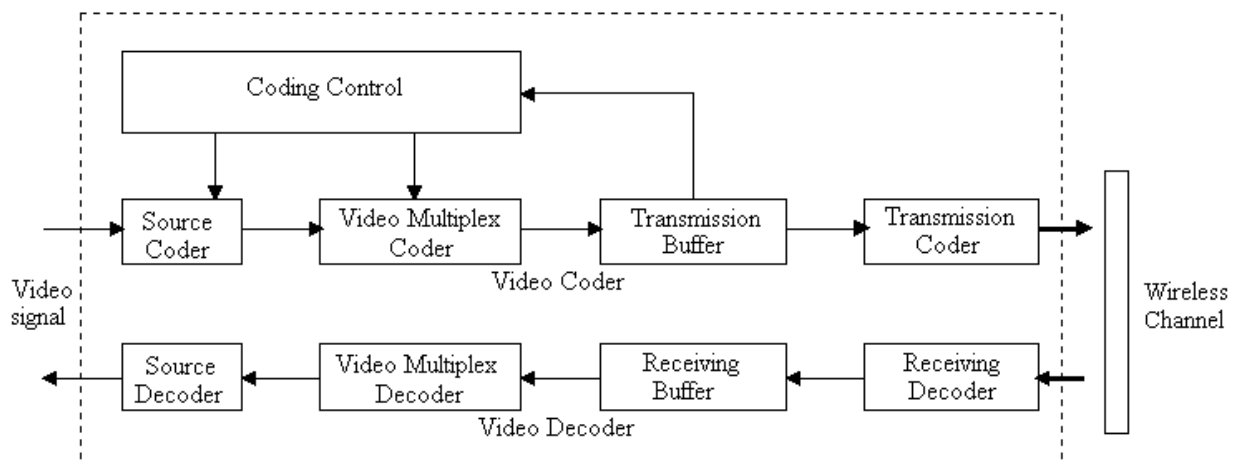 Coding Control
Source
Coder
Video Multiplex
Coder
Transmission
Buffer
Transmission
Coder
Video Coder
Video
signal
Wireless
Channel
Source
Decoder
Video Multiplex
Decoder
Receiving
Buffer
Receiving
Decoder
Video Decoder